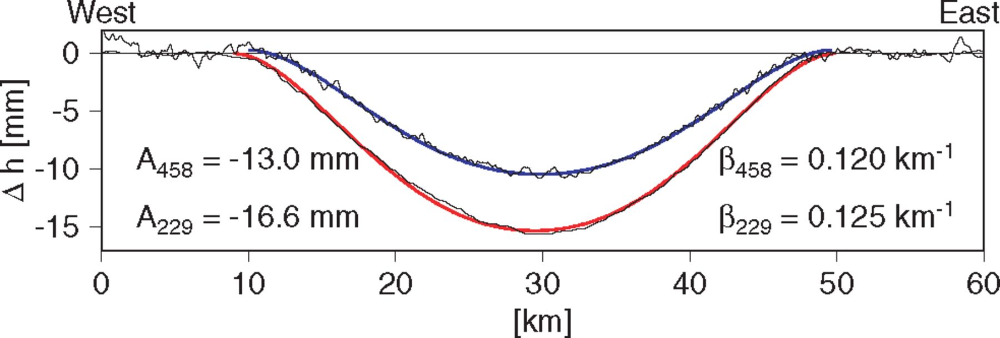 West East
0
-5
-10
-15
Δ h [mm]
A458 = -13.0 mm β458 = 0.120 km-1
A229 = -16.6 mm β229 = 0.125 km-1
0 10 20 30 40 50 60
[km]